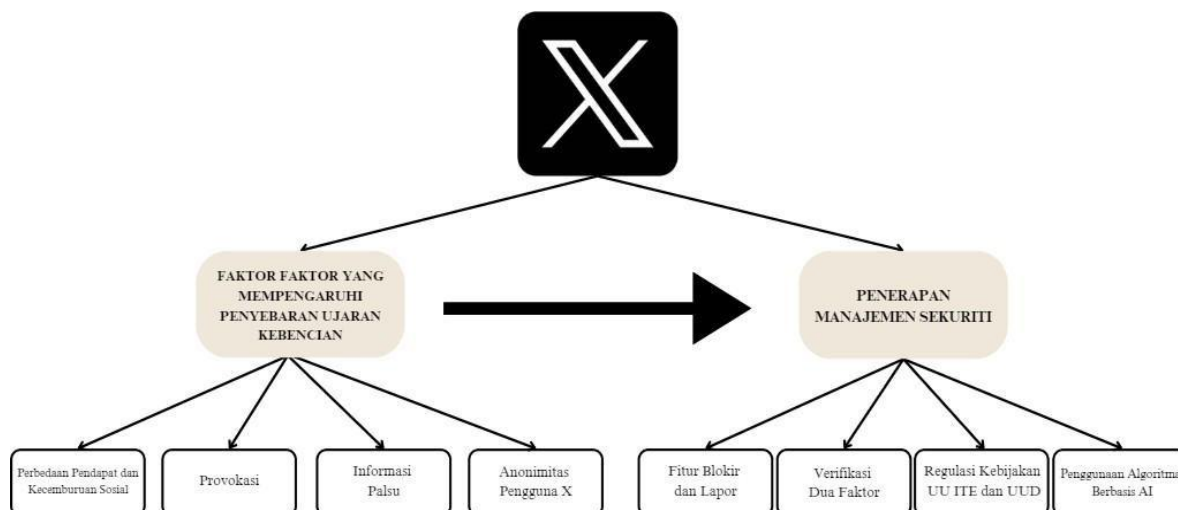 FAKTOR FAKTOR YANG
MEMPENGARUHI
PENYEBARAN UJARAN
KEBENCIAN
PENERAPAN
MANAJEMEN SEKURITI
Perbedaan Pendapat dan
Kecemburuan Sosial
Provokasi
Informasi
Palsu
Anonimitas
Pengguna X
Fitur Blokir
dan Lapor
Verifikasi
Dua Faktor
Regulasi Kebijakan
UU ITE dan UUD
Penggunaan Algoritma
Berbasis AI